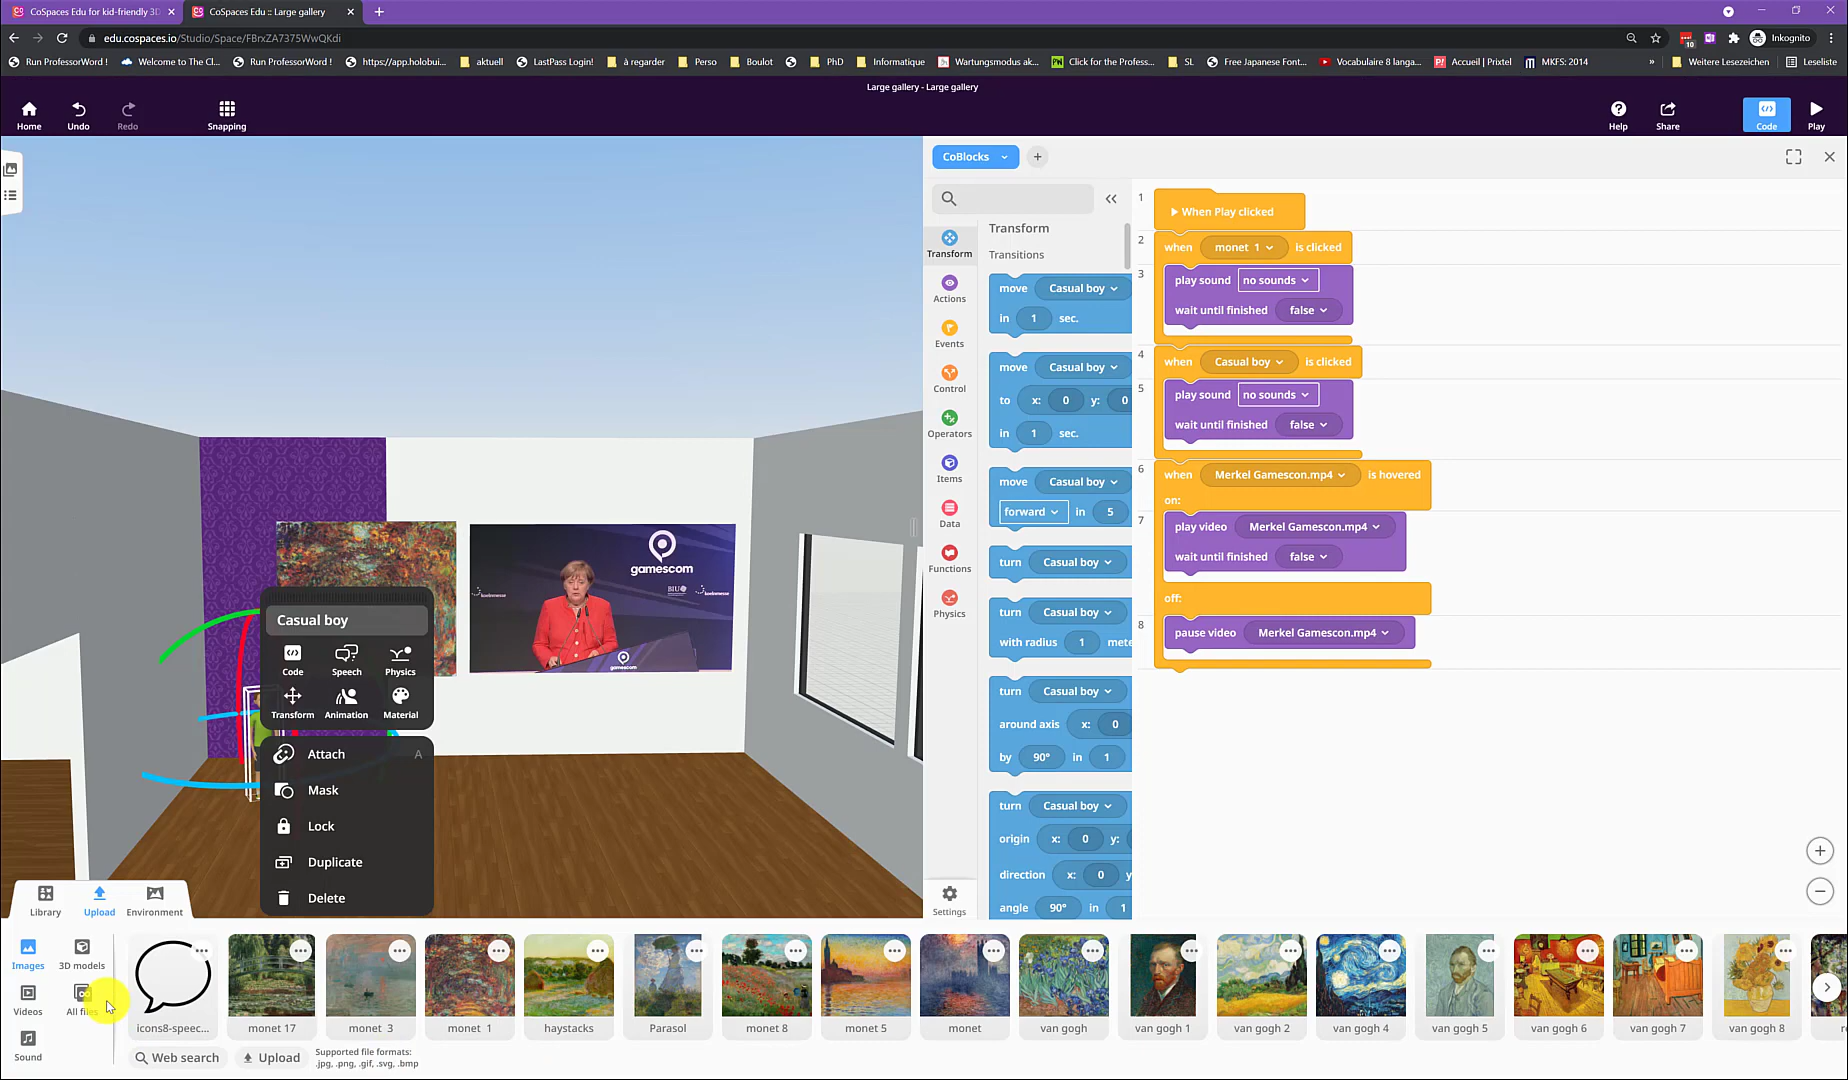 CoSpaces Edu for kid-friendly 3D
CoSpaces Edu :: Large gallery
edu.cospaces.io/Studio/Space/FBrxZA7375WwQKdi
10
Inkognito
Run ProfessorWord !
Welcome to The Cl...
Run ProfessorWord !
https://app.holobui...
aktuell
LastPass Login!
à regarder
Perso
Boulot
PhD
Informatique
Wartungsmodus ak...
PW
Click for the Profess...
SL
Free Japanese Font...
Vocabulaire 8 langa...
Accueil | Prixtel
MKFS: 2014
»
Weitere Lesezeichen
Leseliste
Large gallery - Large gallery
Home
Undo
Redo
Snapping
Help
Share
Code
Play
CoBlocks
Transform
Actions
Events
Control
Operators
Items
Data
Functions
Physics
Settings
Transform
Transitions
move Casual boy
in 1 sec.
move Casual boy
to x: 0 y: 0
in 1 sec.
move Casual boy
forward in 5
turn Casual boy
turn Casual boy
with radius 1 mete
turn Casual boy
around axis x: 0
by 90° in 1
turn Casual boy
origin x: 0 y:
direction x: 0 y
angle 90° in 1
1 When Play clicked
2 when monet 1 is clicked
3 play sound no sounds
wait until finished false
4 when Casual boy is clicked
5 play sound no sounds
wait until finished false
6 when Merkel Gamescon.mp4 is hovered
on:
7 play video Merkel Gamescon.mp4
wait until finished false
off:
8 pause video Merkel Gamescon.mp4
gamescom
koelnmesse
BIU
koelnmesse
gamescom
Casual boy
Code
Speech
Physics
Transform
Animation
Material
Attach A
Mask
Lock
Duplicate
Delete
Library
Upload
Environment
Images
3D models
Videos
All files
Sound
icons8-speec...
monet 17
monet 3
monet 1
haystacks
Parasol
monet 8
monet 5
monet
van gogh
van gogh 1
van gogh 2
van gogh 4
van gogh 5
van gogh 6
van gogh 7
van gogh 8
Web search
Upload
Supported file formats:
.jpg, .png, .gif, .svg, .bmp